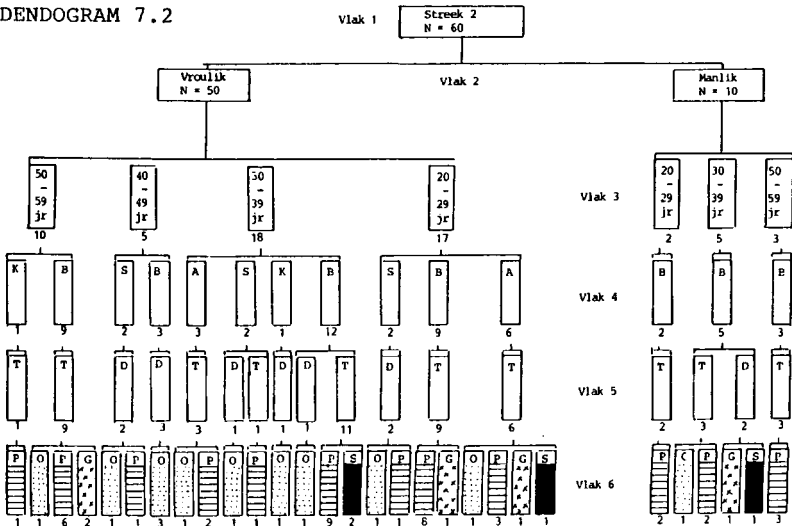 DENDOGRAM 7.2
Vlak 1
Streek 2
N = 60
Vroulik
N = 50
Vlak 2
Manlik
N = 10
50 40 30 20 Vlak 3 20 30 50
- - - - - - -
59 49 39 29 29 39 59
jr jr jr jr jr jr jr
10 5 18 17 2 5 3
K B S B A S K B S B A Vlak 4 B B B
1 9 2 3 3 2 1 12 2 9 6 2 5 3
T T D D T D T D D T D T T Vlak 5 T T D T
1 9 2 3 3 1 1 1 1 11 2 9 6 2 3 2 3
P O P G O P O O P O P O O P S O P P G O P G S Vlak 6 P C P G S P
1 1 6 2 1 1 3 1 2 1 1 1 1 9 2 1 1 8 1 1 3 1 1 2 1 2 1 1 3